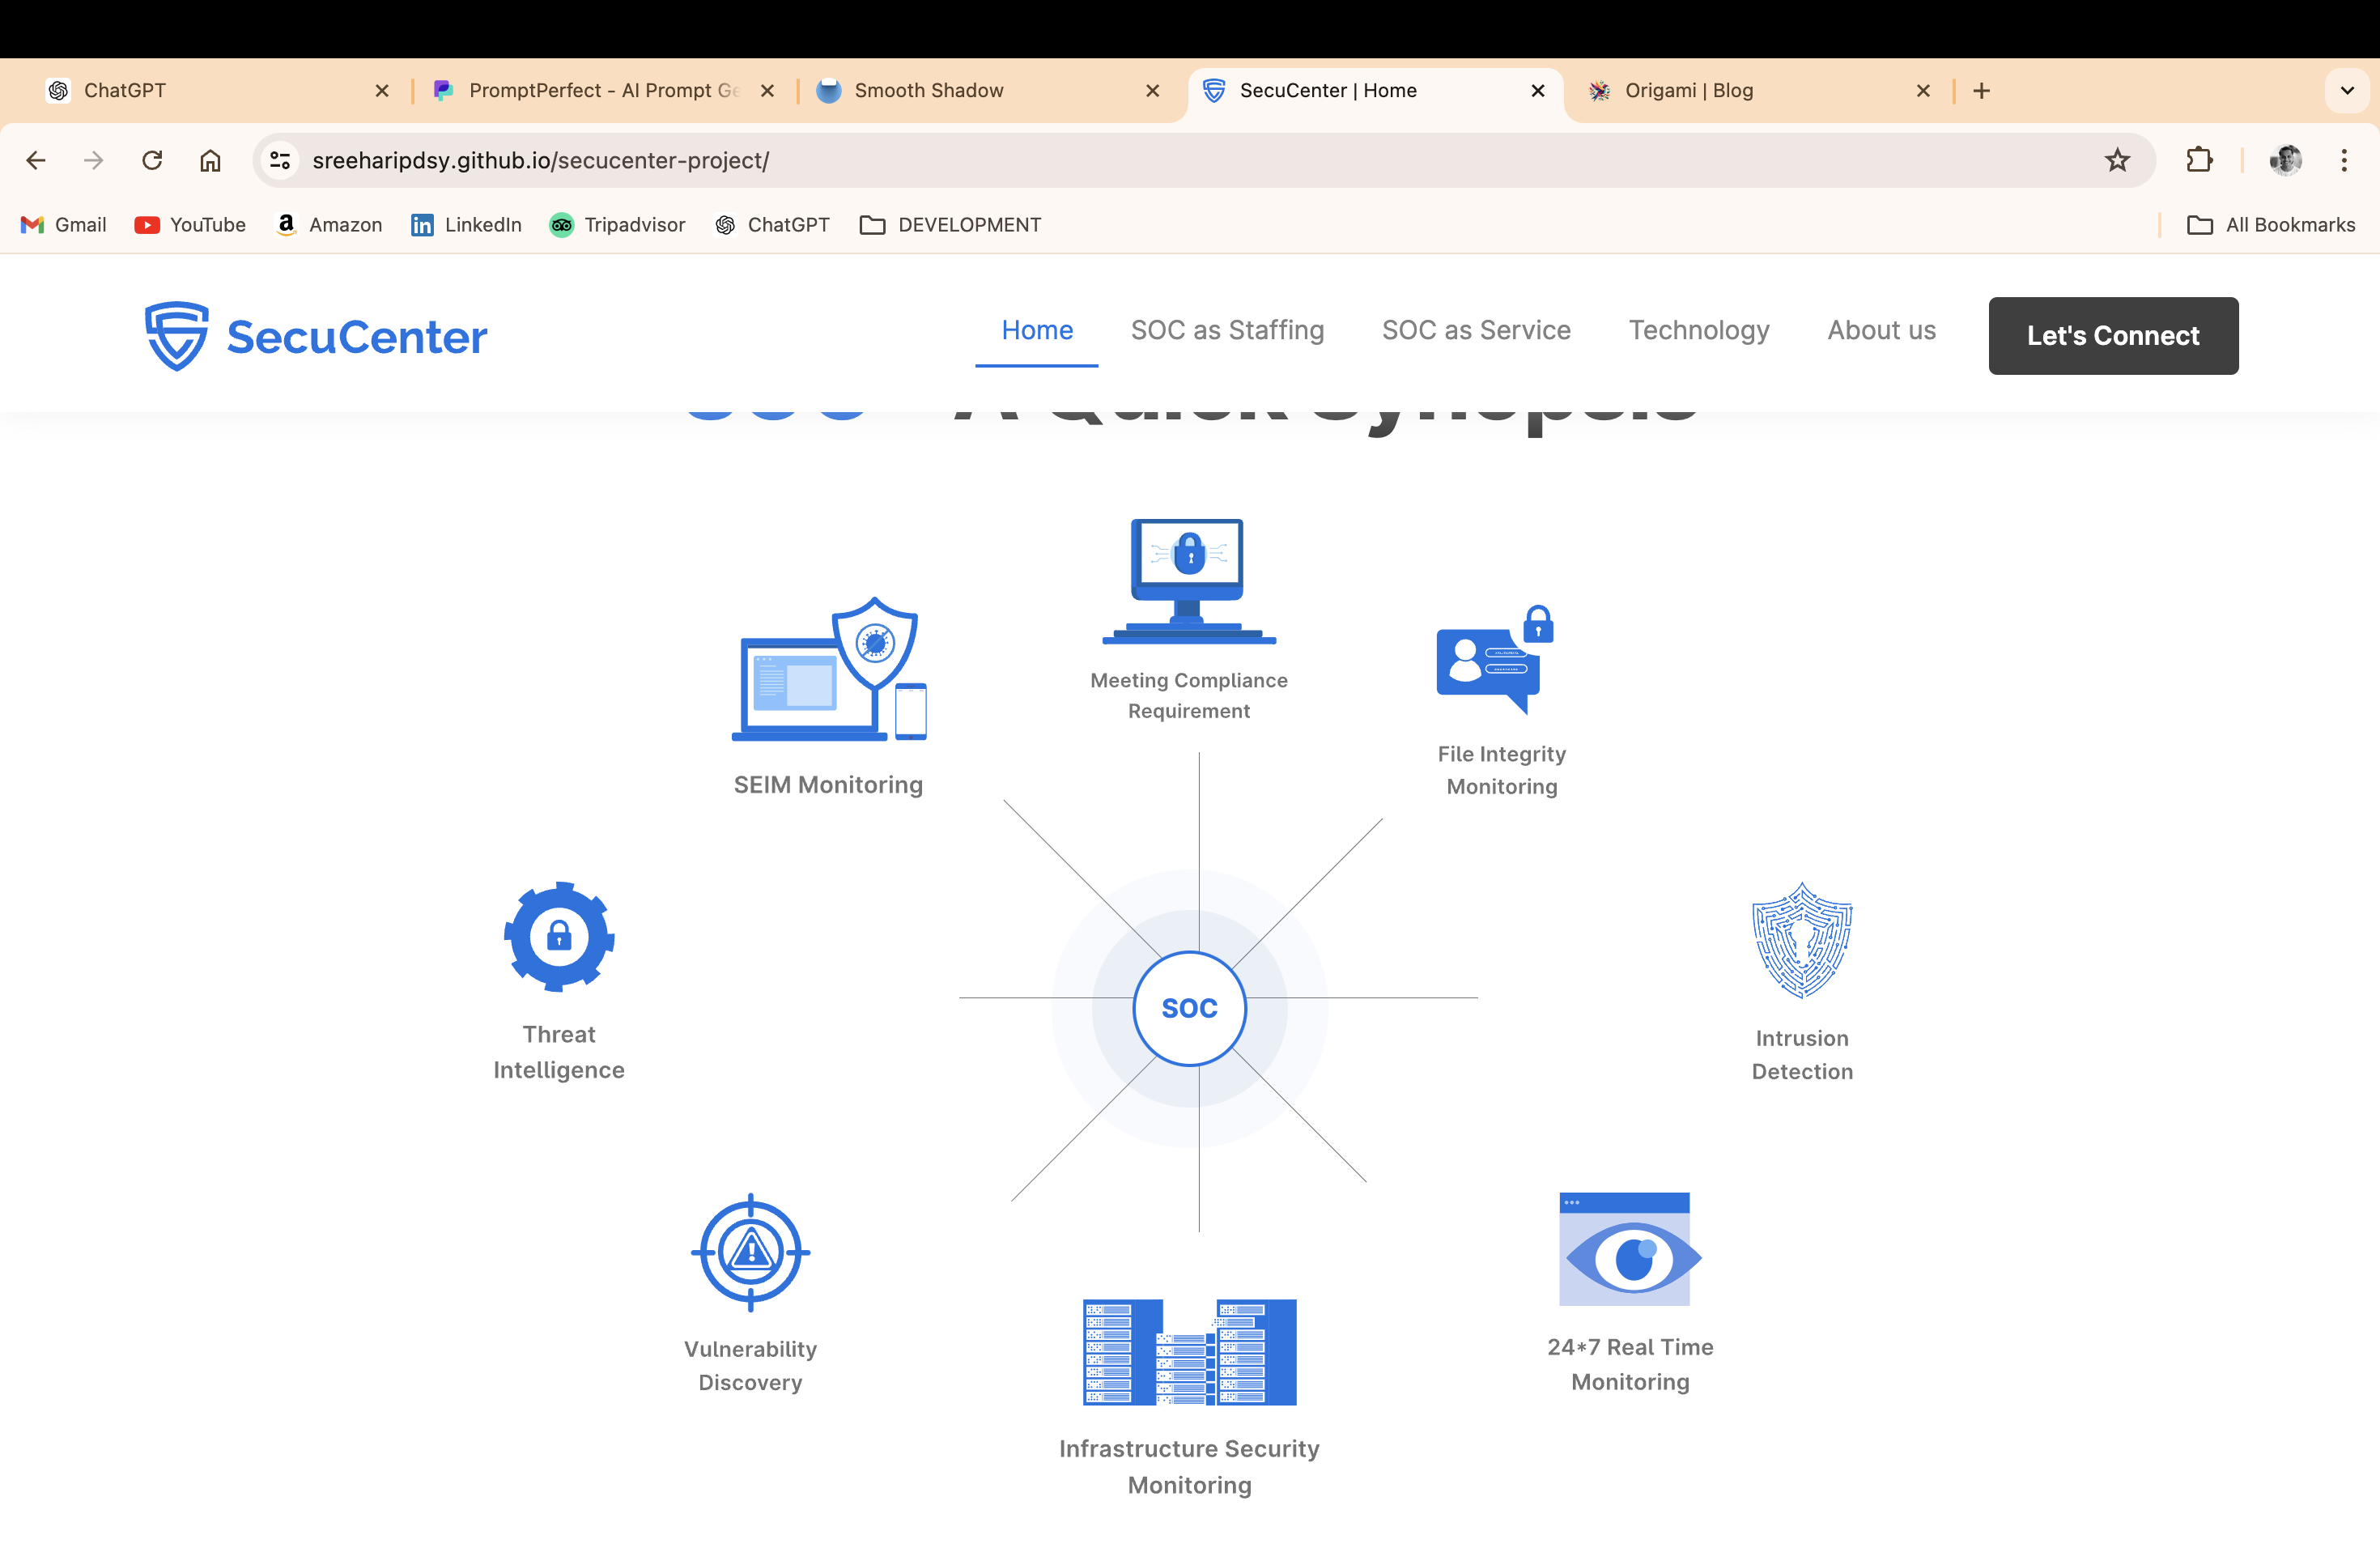 ChatGPT
PromptPerfect - AI Prompt Ge
Smooth Shadow
SecuCenter | Home
Origami | Blog
sreeharipdsy.github.io/secucenter-project/
Gmail
YouTube
Amazon
LinkedIn
Tripadvisor
ChatGPT
DEVELOPMENT
All Bookmarks
SecuCenter
Home
SOC as Staffing
SOC as Service
Technology
About us
Let's Connect
Meeting Compliance
Requirement
File Integrity
Monitoring
SEIM Monitoring
Threat
Intelligence
SOC
Intrusion
Detection
Vulnerability
Discovery
24*7 Real Time
Monitoring
Infrastructure Security
Monitoring